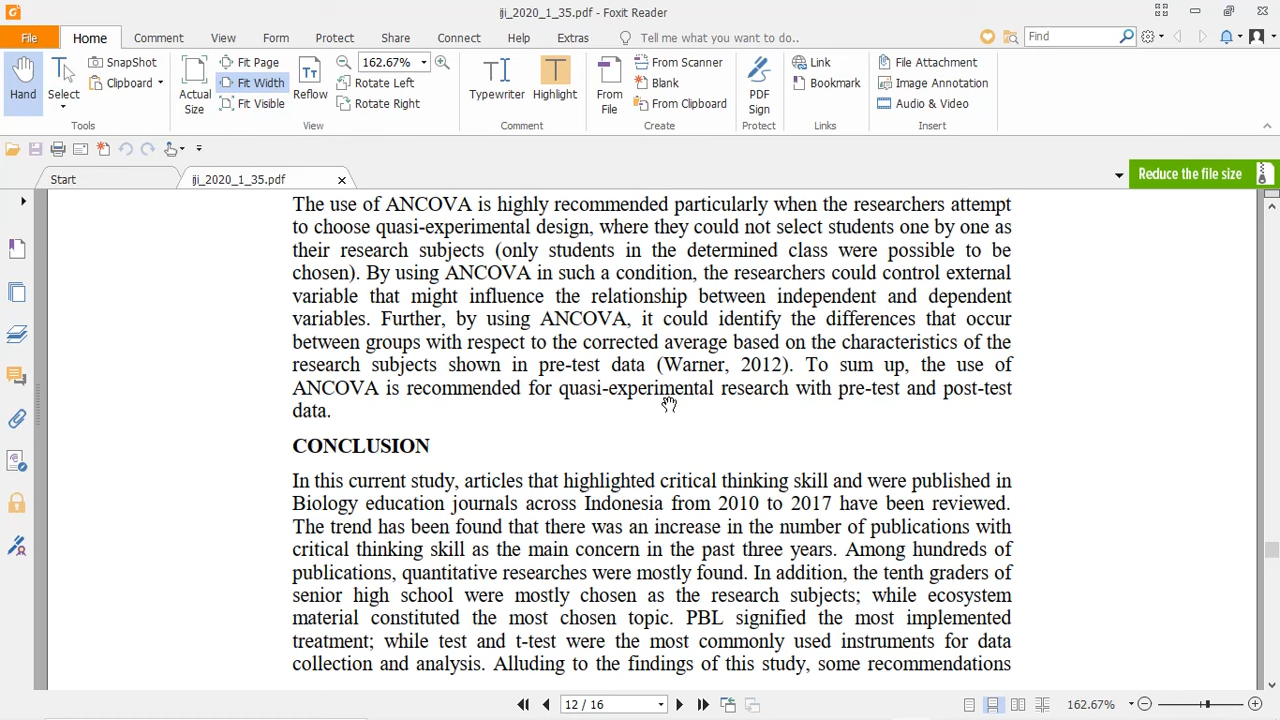 iji_2020_1_35.pdf - Foxit Reader
File Home Comment View Form Protect Share Connect Help Extras Tell me what you want to do.. Find
Hand
Select
SnapShot
Clipboard
Tools
Actual Size
Fit Page
Fit Width
Fit Visible
Reflow
162.67%
Rotate Left
Rotate Right
View
Typewriter
Highlight
Comment
From File
From Scanner
Blank
From Clipboard
Create
PDF Sign
Protect
Link
Bookmark
Links
File Attachment
Image Annotation
Audio & Video
Insert
Start
iji_2020_1_35.pdf
Reduce the file size
The use of ANCOVA is highly recommended particularly when the researchers attempt
to choose quasi-experimental design, where they could not select students one by one as
their research subjects (only students in the determined class were possible to be
chosen). By using ANCOVA in such a condition, the researchers could control external
variable that might influence the relationship between independent and dependent
variables. Further, by using ANCOVA, it could identify the differences that occur
between groups with respect to the corrected average based on the characteristics of the
research subjects shown in pre-test data (Warner, 2012). To sum up, the use of
ANCOVA is recommended for quasi-experimental research with pre-test and post-test
data.
CONCLUSION
In this current study, articles that highlighted critical thinking skill and were published in
Biology education journals across Indonesia from 2010 to 2017 have been reviewed.
The trend has been found that there was an increase in the number of publications with
critical thinking skill as the main concern in the past three years. Among hundreds of
publications, quantitative researches were mostly found. In addition, the tenth graders of
senior high school were mostly chosen as the research subjects; while ecosystem
material constituted the most chosen topic. PBL signified the most implemented
treatment; while test and t-test were the most commonly used instruments for data
collection and analysis. Alluding to the findings of this study, some recommendations
12 / 16
162.67%